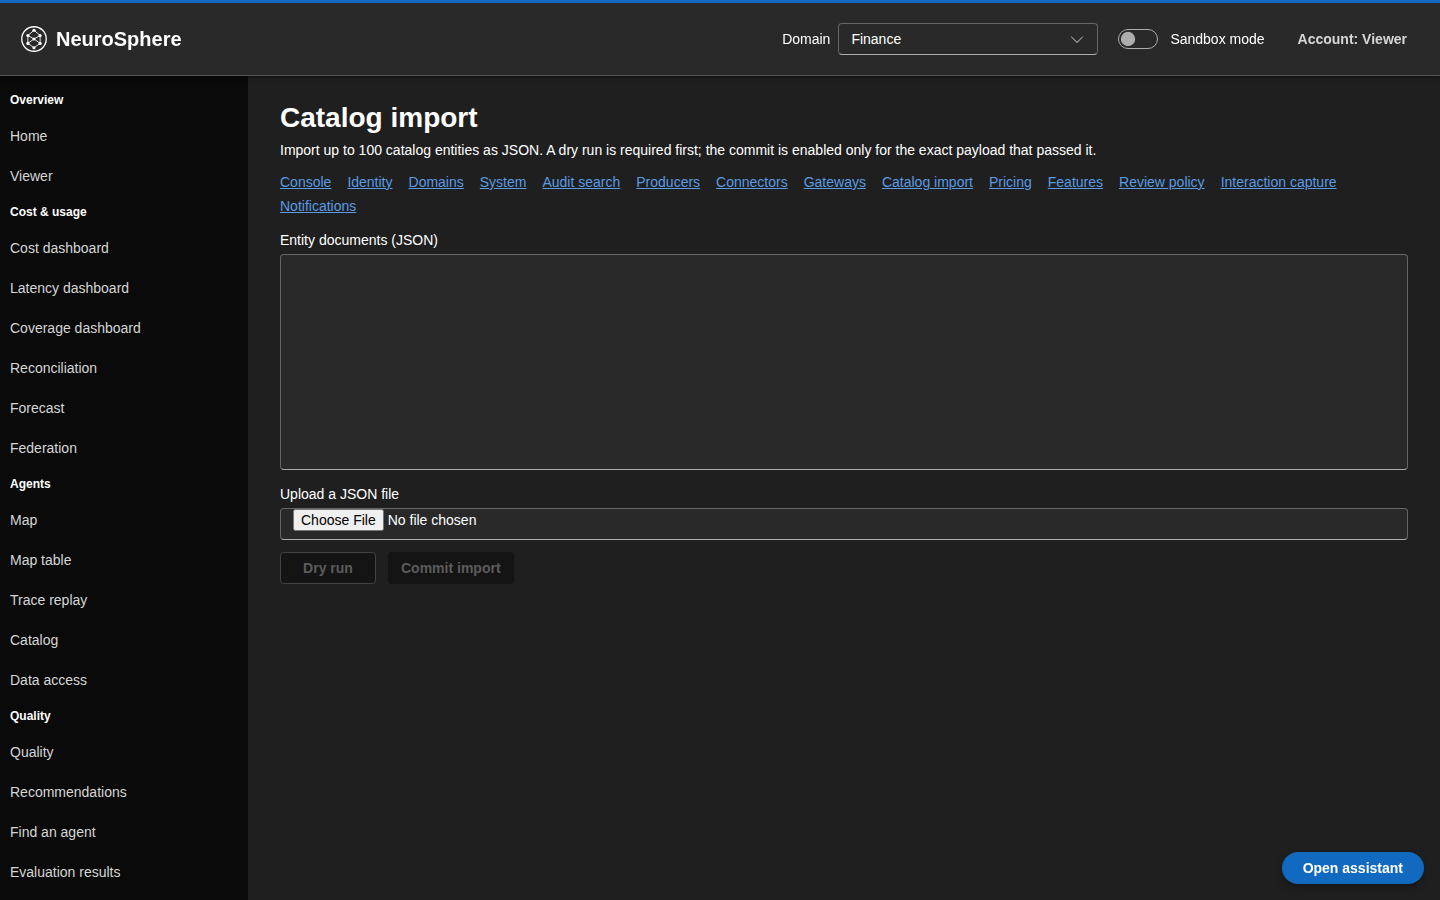 NeuroSphere
Domain
Finance
Sandbox mode
Account: Viewer
Overview
Home
Viewer
Cost & usage
Cost dashboard
Latency dashboard
Coverage dashboard
Reconciliation
Forecast
Federation
Agents
Map
Map table
Trace replay
Catalog
Data access
Quality
Quality
Recommendations
Find an agent
Evaluation results
Catalog import
Import up to 100 catalog entities as JSON. A dry run is required first; the commit is enabled only for the exact payload that passed it.
Console Identity Domains System Audit search Producers Connectors Gateways Catalog import Pricing Features Review policy Interaction capture
Notifications
Entity documents (JSON)
Upload a JSON file
Choose File No file chosen
Dry run Commit import
Open assistant